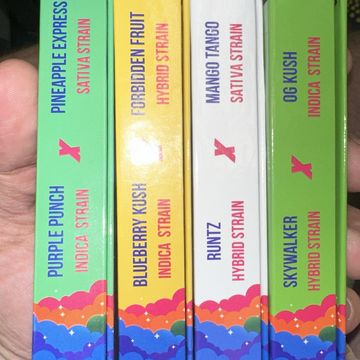 PURPLE PUNCH
INDICA STRAIN
X
PINEAPPLE EXPRESS
SATIVA STRAIN
BLUEBERRY KUSH
INDICA STRAIN
FORBIDDEN FRUIT
HYBRID STRAIN
RUNTZ
HYBRID STRAIN
X
MANGO TANGO
SATIVA STRAIN
SKYWALKER
HYBRID STRAIN
X
OG KUSH
INDICA STRAIN